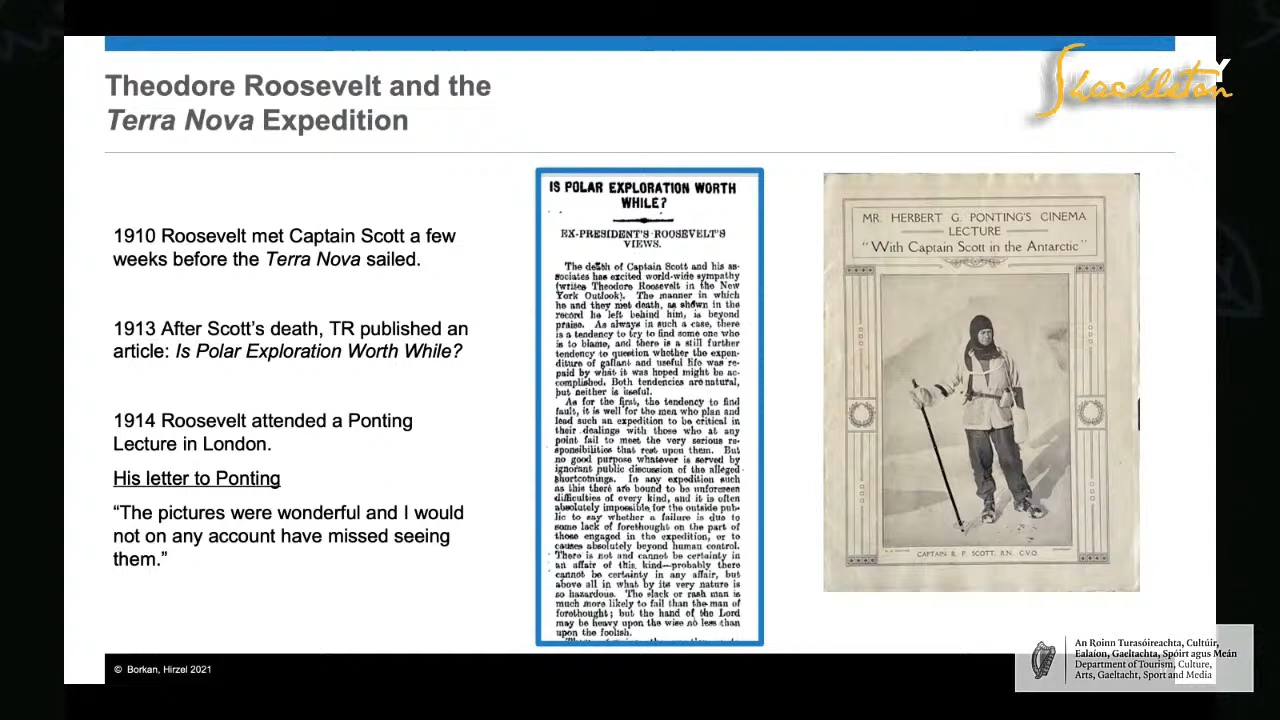 Theodore Roosevelt and the
Terra Nova Expedition
Shackleton
1910 Roosevelt met Captain Scott a few
weeks before the Terra Nova sailed.
1913 After Scott's death, TR published an
article: Is Polar Exploration Worth While?
1914 Roosevelt attended a Ponting
Lecture in London.
His letter to Ponting
“The pictures were wonderful and I would
not on any account have missed seeing
them.”
IS POLAR EXPLORATION WORTH
WHILE?
EX-PRESIDENT'S ROOSEVELT'S
VIEWS.
The death of Captain Scott and his as-
sociates has excited world-wide sympathy
(writes Theodore Roosevelt in the New
York Outlook). The manner in which
he and they met death, as shown in the
record he left behind him, is beyond
praise. As always in such a case, there
is a tendency to try to find some one who
is to blame, and there is a still further
tendency to question whether the expen-
diture of gallant and useful life was re-
paid by what it was hoped might be ac-
complished. Both tendencies are natural,
but neither is useful.
As for the first, the tendency to find
fault, it is well for the men who plan and
lead such an expedition to be critical in
their dealings with those who at any
point fail to meet the very serious re-
sponsibilities that rest upon them. But
no good purpose whatever is served by
ignorant public discussion of the alleged
shortcomings. In any expedition such
as this there are bound to be unforeseen
difficulties of every kind, and it is often
absolutely impossible for the outside pub-
lic to say whether a failure is due to
some lack of forethought on the part of
those engaged in the expedition, or to
causes absolutely beyond human control.
There is not and cannot be certainty in
an affair of this kind—probably there
cannot be certainty in any affair, but
above all in what by its very nature is
so hazardous. The slack or rash man is
much more likely to fail than the man of
forethought; but the hand of the Lord
may be heavy upon the wise no less than
upon the foolish.
MR. HERBERT G. PONTING'S CINEMA
LECTURE
"With Captain Scott in the Antarctic"
CAPTAIN R. F. SCOTT. R.N. C.V.O.
© Borkan, Hirzel 2021
An Roinn Turasóireachta, Cultúir,
Ealaíon, Gaeltachta, Spóirt agus Meán
Department of Tourism, Culture,
Arts, Gaeltacht, Sport and Media